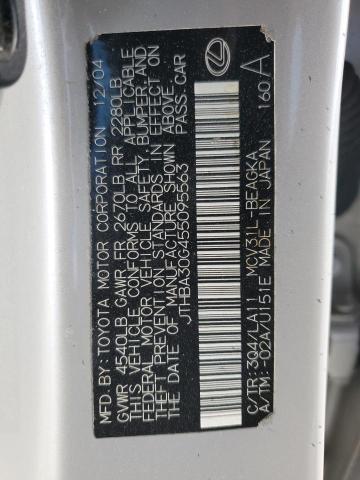 MFD. BY: TOYOTA MOTOR CORPORATION 12/04
GVWR 4540LB GAWR FR 2670LB RR 2280LB
THIS VEHICLE CONFORMS TO ALL APPLICABLE
FEDERAL MOTOR VEHICLE SAFETY, BUMPER, AND
THEFT PREVENTION STANDARDS IN EFFECT ON
THE DATE OF MANUFACTURE SHOWN ABOVE.
JTHBA30G455095563 PASS CAR
C/TR: 3Q4/LA11 MCV31L-BEAGKA
A/TM: -02A/U151E MADE IN JAPAN
160A